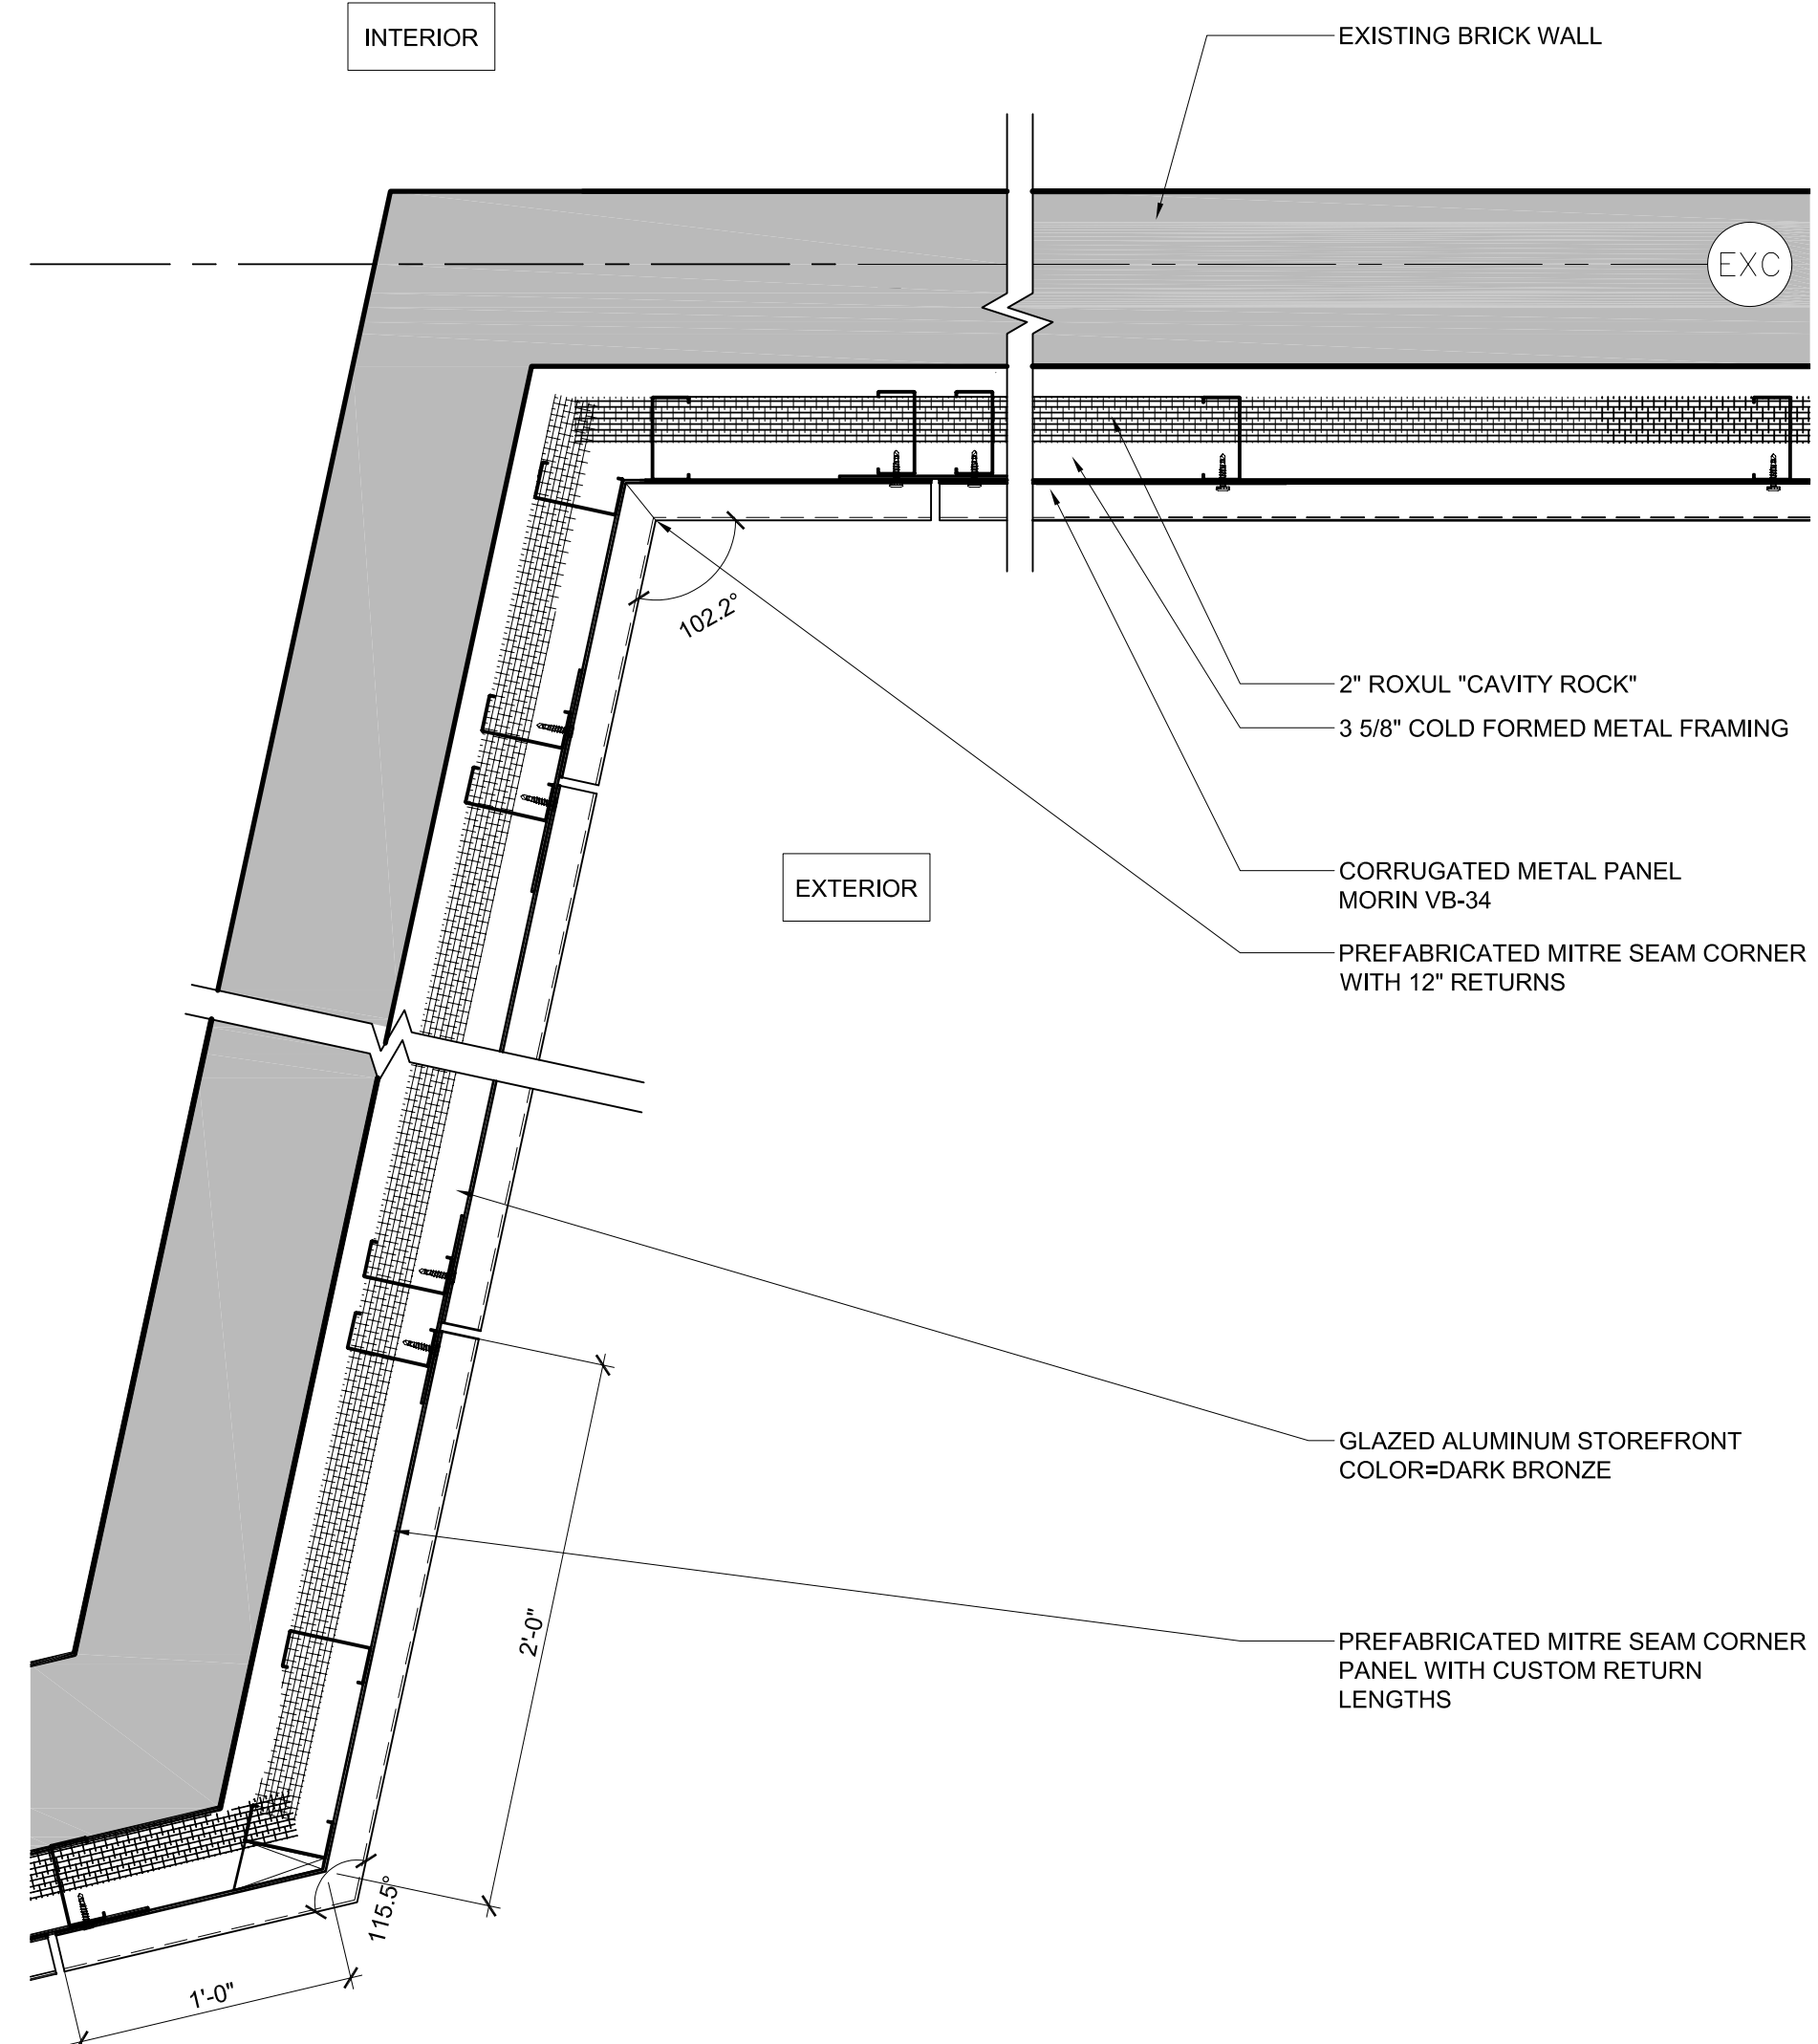 INTERIOR
EXISTING BRICK WALL
EXC
102.2°
2" ROXUL "CAVITY ROCK"
3 5/8" COLD FORMED METAL FRAMING
EXTERIOR
CORRUGATED METAL PANEL
MORIN VB-34
PREFABRICATED MITRE SEAM CORNER
WITH 12" RETURNS
GLAZED ALUMINUM STOREFRONT
COLOR=DARK BRONZE
2'-0"
PREFABRICATED MITRE SEAM CORNER
PANEL WITH CUSTOM RETURN
LENGTHS
115.5°
1'-0"